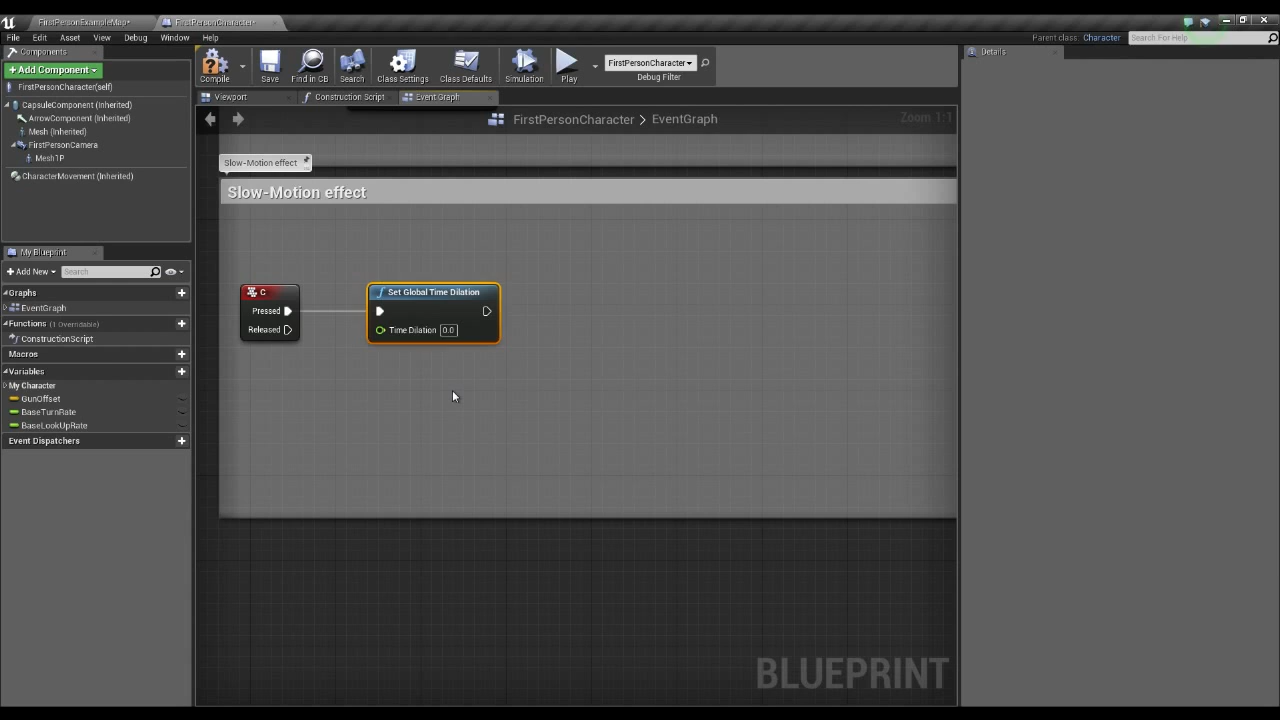 FirstPersonExampleMap*
FirstPersonCharacter*
File Edit Asset View Debug Window Help
Parent class: Character
Search For Help
Components
+Add Component
FirstPersonCharacter(self)
CapsuleComponent (Inherited)
ArrowComponent (Inherited)
Mesh (Inherited)
FirstPersonCamera
Mesh1P
CharacterMovement (Inherited)
My Blueprint
+Add New
Search
Graphs
EventGraph
Functions (1 Overridable)
ConstructionScript
Macros
Variables
My Character
GunOffset
BaseTurnRate
BaseLookUpRate
Event Dispatchers
Compile
Save
Find in CB
Search
Class Settings
Class Defaults
Simulation
Play
FirstPersonCharacter
Debug Filter
Viewport
Construction Script
Event Graph
FirstPersonCharacter > EventGraph
Zoom 1:1
Slow-Motion effect
Slow-Motion effect
C
Pressed
Released
Set Global Time Dilation
Time Dilation 0.0
BLUEPRINT
Details